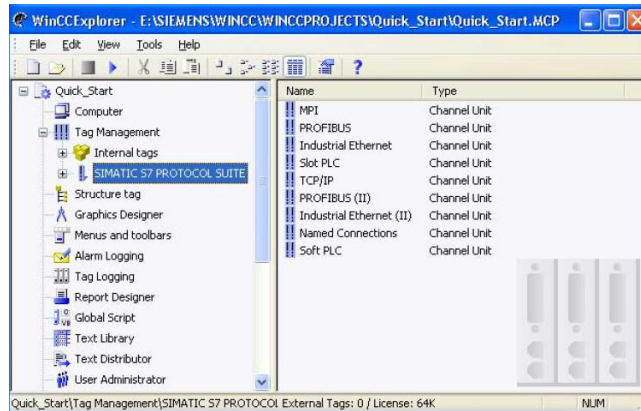 WinCCExplorer - E:\SIEMENS\WINCC\WINCCPROJECTS\Quick_Start\Quick_Start.MCP
File Edit View Tools Help
Quick_Start
Computer
Tag Management
Internal tags
SIMATIC S7 PROTOCOL SUITE
Structure tag
Graphics Designer
Menus and toolbars
Alarm Logging
Tag Logging
Report Designer
Global Script
Text Library
Text Distributor
User Administrator
Name Type
MPI Channel Unit
PROFIBUS Channel Unit
Industrial Ethernet Channel Unit
Slot PLC Channel Unit
TCP/IP Channel Unit
PROFIBUS (II) Channel Unit
Industrial Ethernet (II) Channel Unit
Named Connections Channel Unit
Soft PLC Channel Unit
Quick_Start\Tag Management\SIMATIC S7 PROTOCOL External Tags: 0 / License: 64K NUM